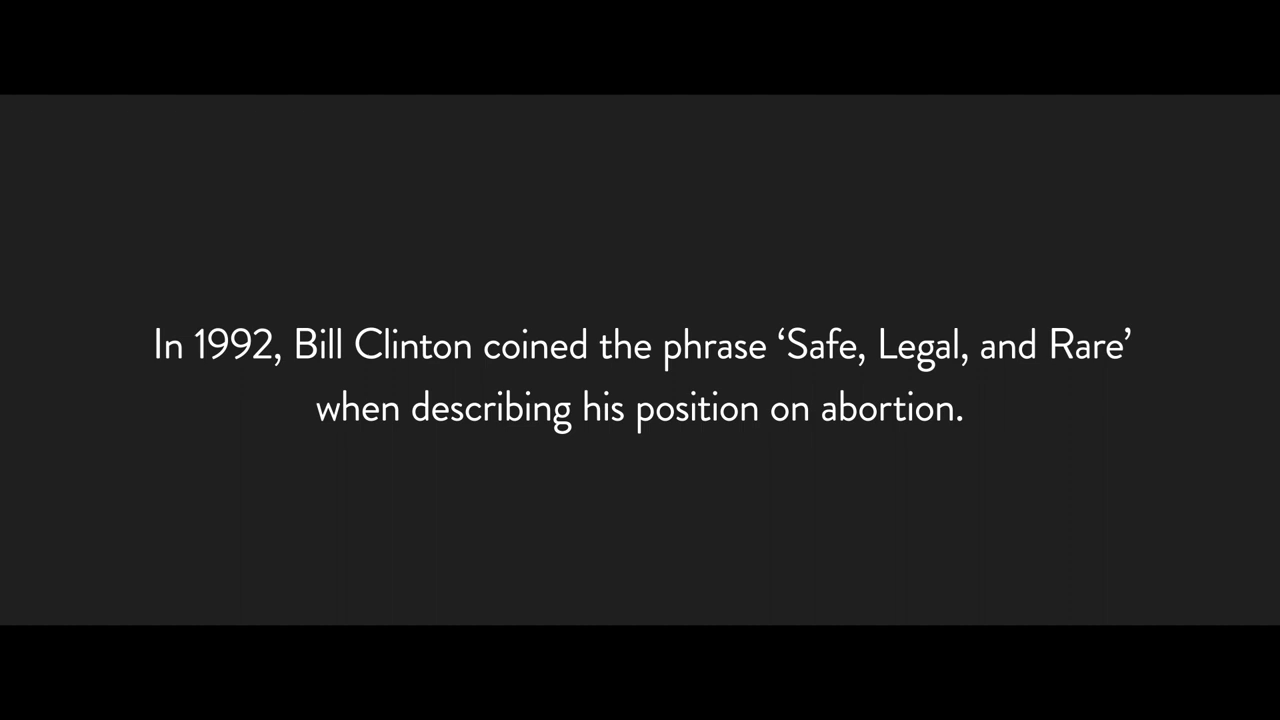 In 1992, Bill Clinton coined the phrase ‘Safe, Legal, and Rare’
when describing his position on abortion.